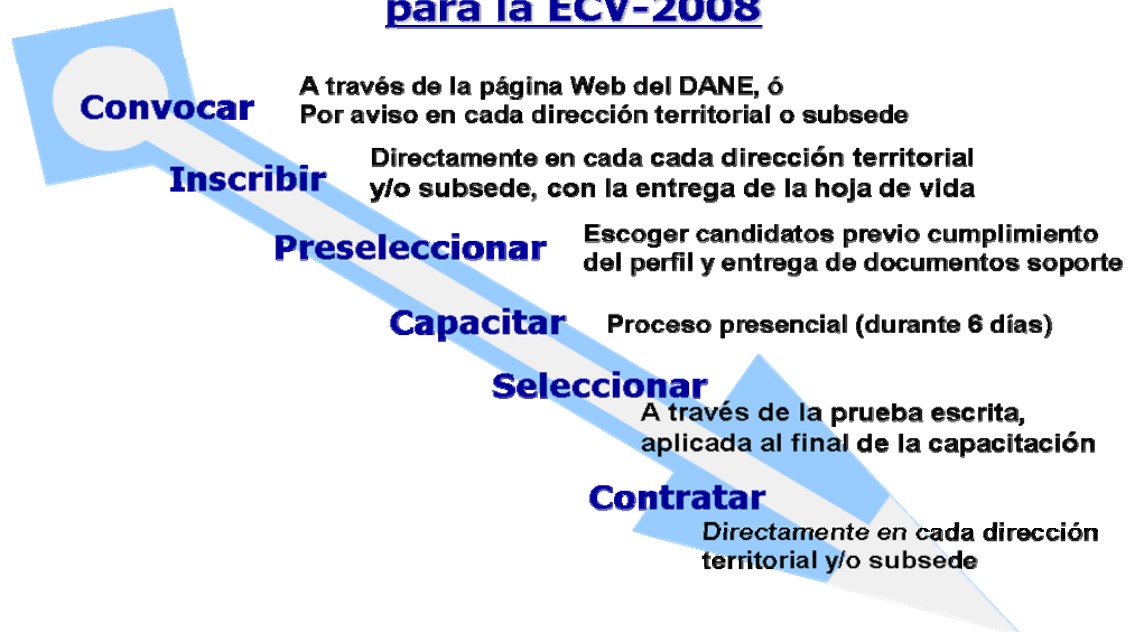 para la ECV-2008
Convocar
A través de la página Web del DANE, ó
Por aviso en cada dirección territorial o subsede
Inscribir
Directamente en cada cada dirección territorial
y/o subsede, con la entrega de la hoja de vida
Preseleccionar
Escoger candidatos previo cumplimiento
del perfil y entrega de documentos soporte
Capacitar
Proceso presencial (durante 6 días)
Seleccionar
A través de la prueba escrita,
aplicada al final de la capacitación
Contratar
Directamente en cada dirección
territorial y/o subsede